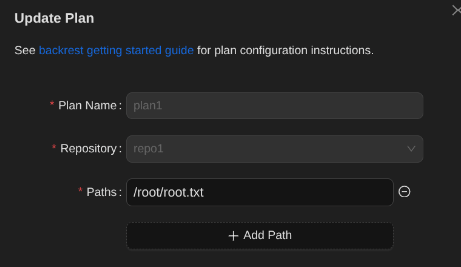 Update Plan
See backrest getting started guide for plan configuration instructions.
* Plan Name: plan1
* Repository: repo1
* Paths: /root/root.txt
+ Add Path